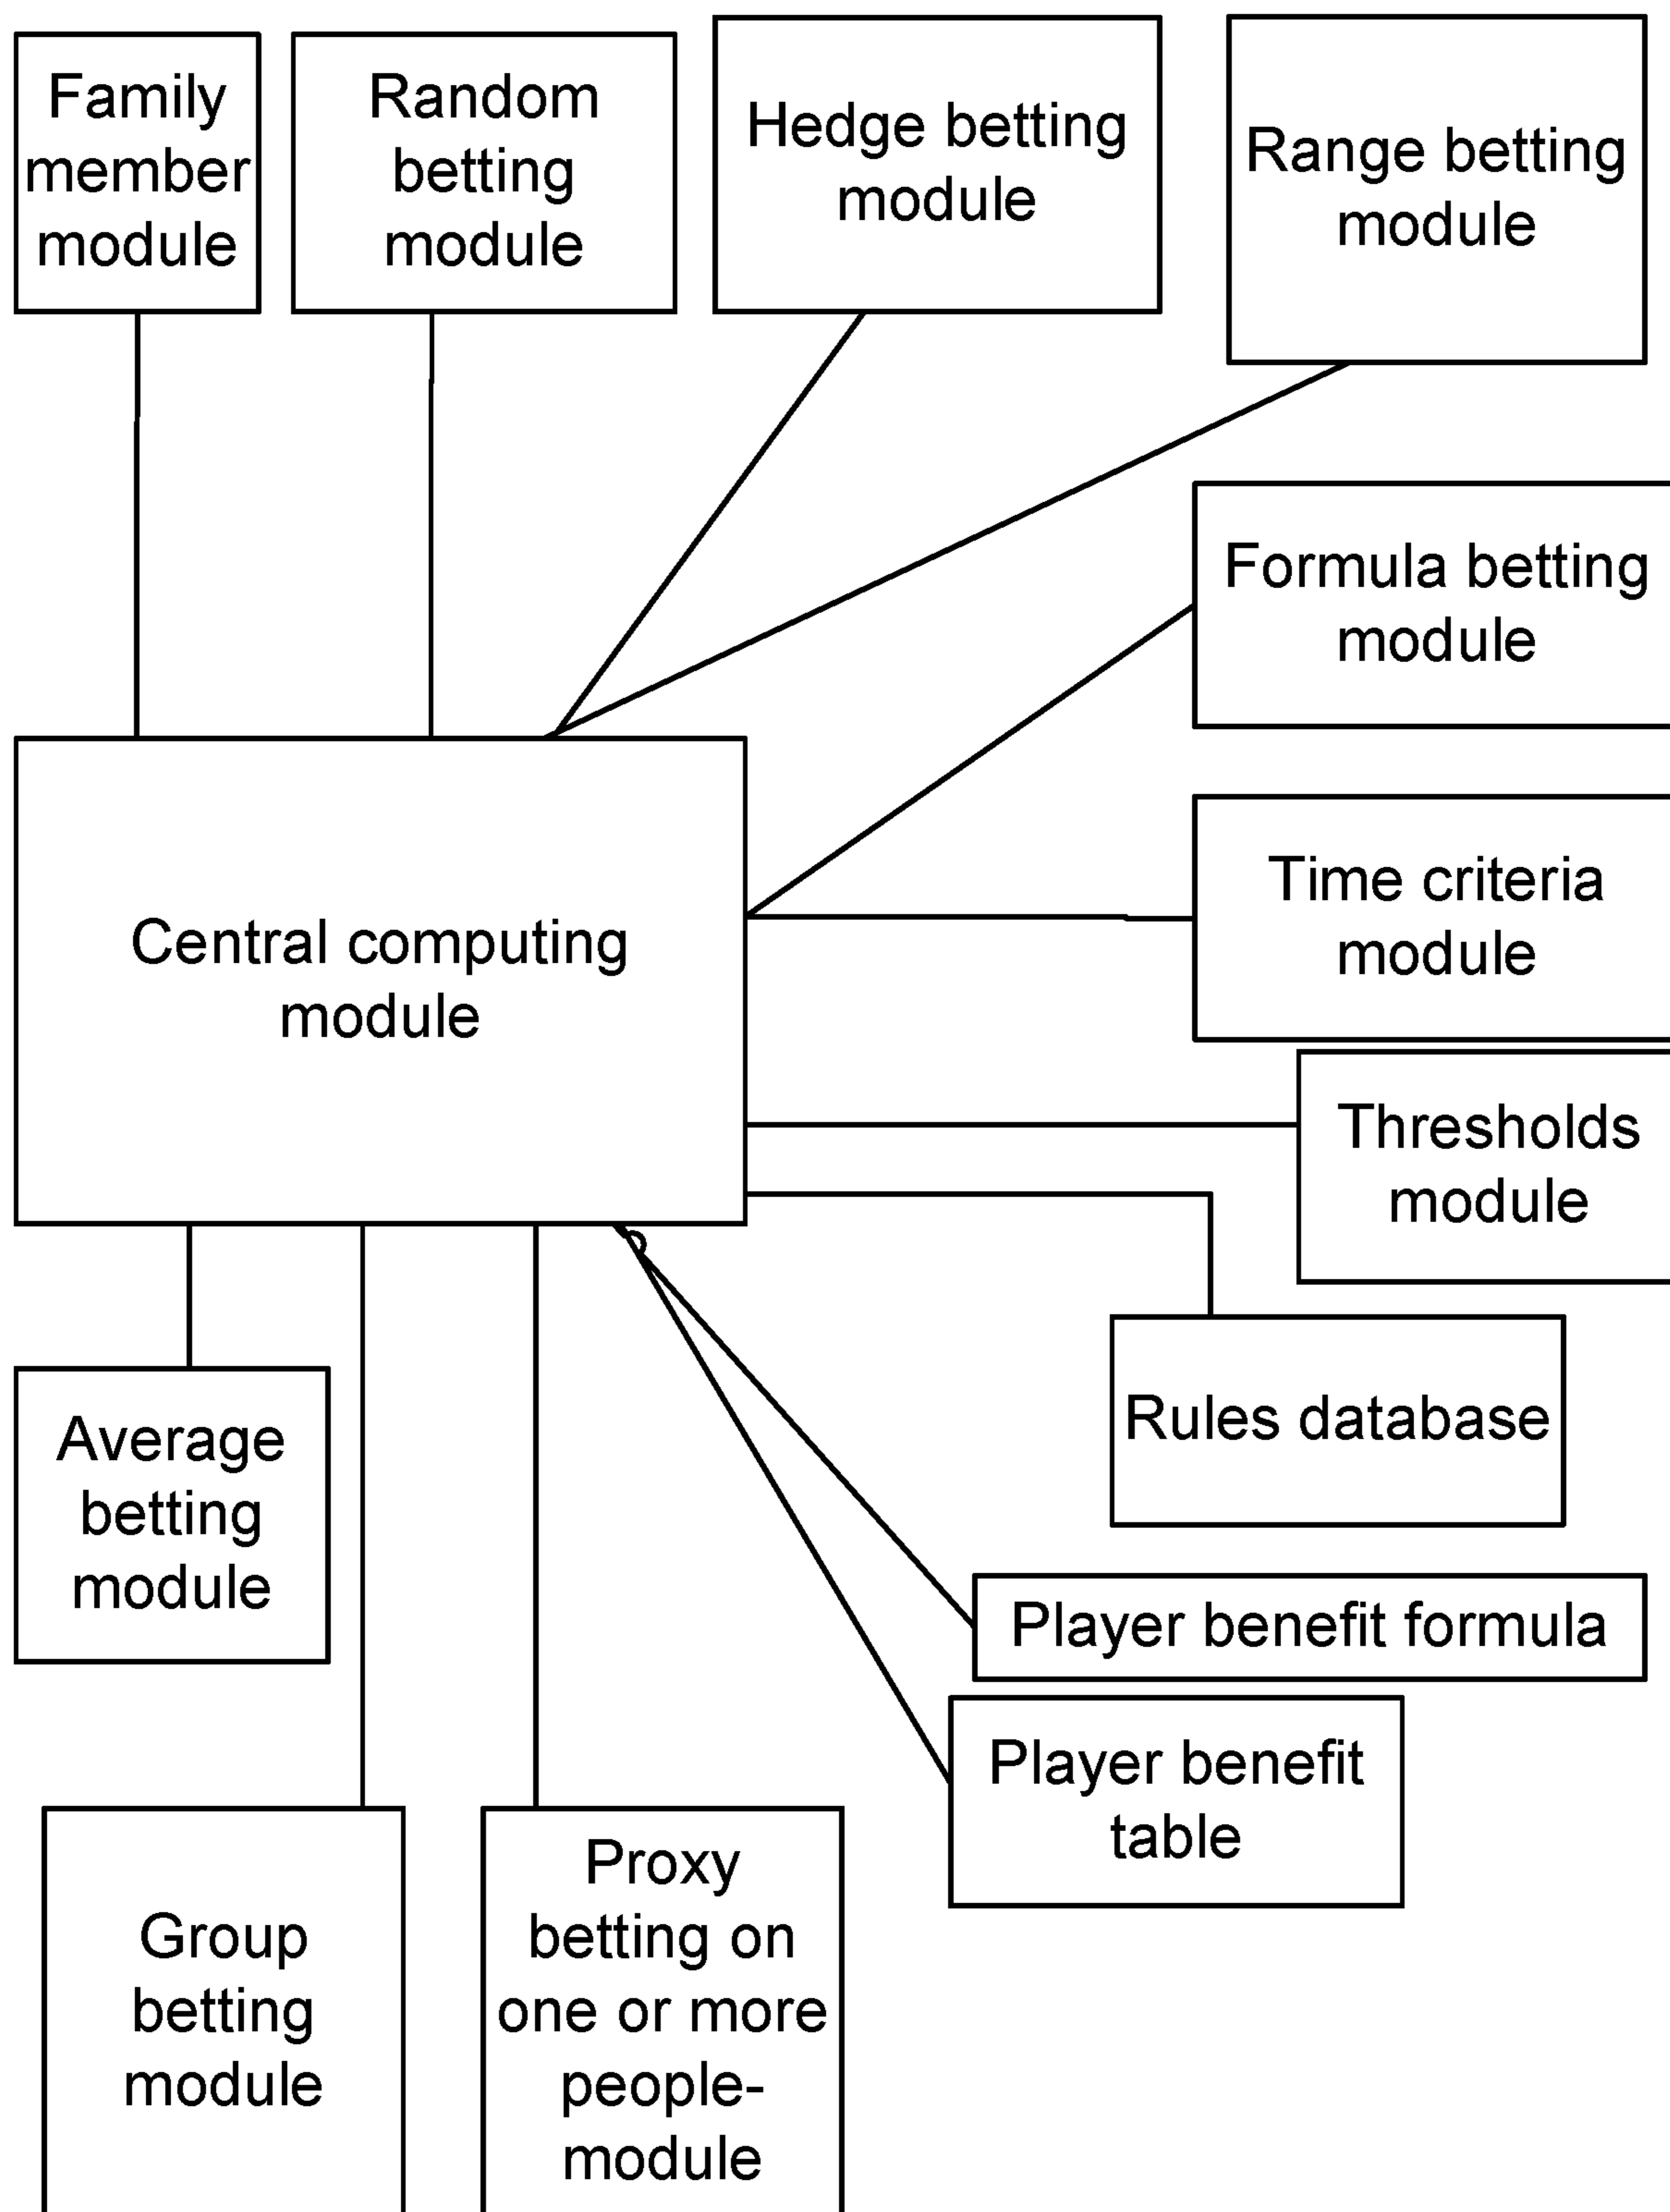 Family
member
module
Random
betting
module
Hedge betting
module
Range betting
module
Formula betting
module
Time criteria
module
Central computing
module
Thresholds
module
Rules database
Average
betting
module
Player benefit formula
Player benefit
table
Group
betting
module
Proxy
betting on
one or more
people-
module